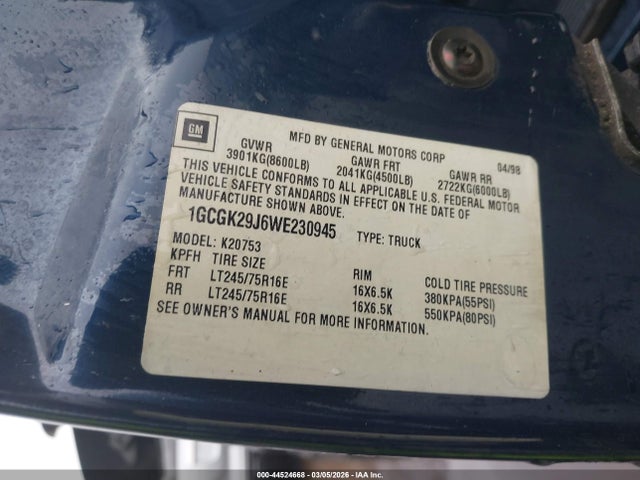 GM
MFD BY GENERAL MOTORS CORP 04/98
GVWR GAWR FRT GAWR RR
3901KG(8600LB) 2041KG(4500LB) 2722KG(6000LB)
THIS VEHICLE CONFORMS TO ALL APPLICABLE U.S. FEDERAL MOTOR
VEHICLE SAFETY STANDARDS IN EFFECT ON THE DATE OF
MANUFACTURE SHOWN ABOVE.
1GCGK29J6WE230945 TYPE: TRUCK
MODEL: K20753
KPFH TIRE SIZE RIM COLD TIRE PRESSURE
FRT LT245/75R16E 16X6.5K 380KPA(55PSI)
RR LT245/75R16E 16X6.5K 550KPA(80PSI)
SEE OWNER'S MANUAL FOR MORE INFORMATION.
000-44524668 - 03/05/2026 - IAA Inc.